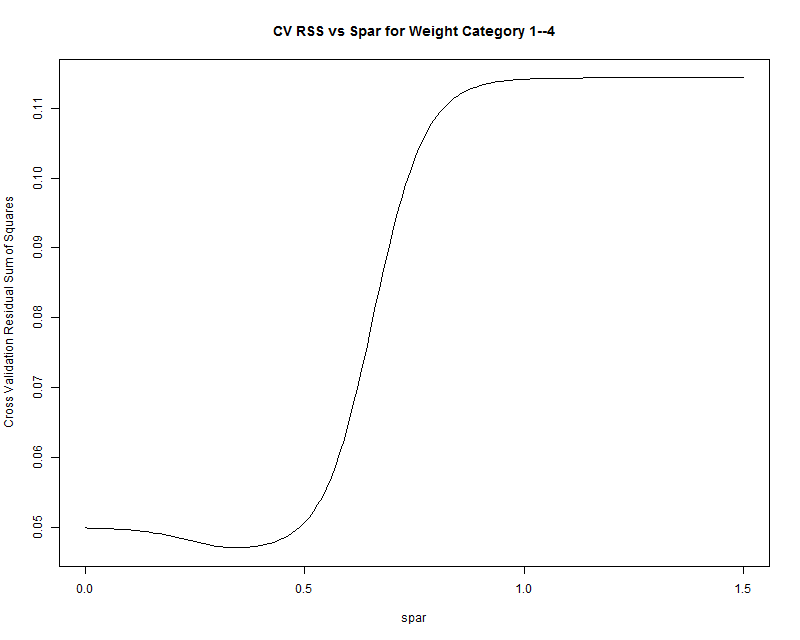 CV RSS vs Spar for Weight Category 1--4
Cross Validation Residual Sum of Squares
0.11
0.10
0.09
0.08
0.07
0.06
0.05
0.0 0.5 1.0 1.5
spar